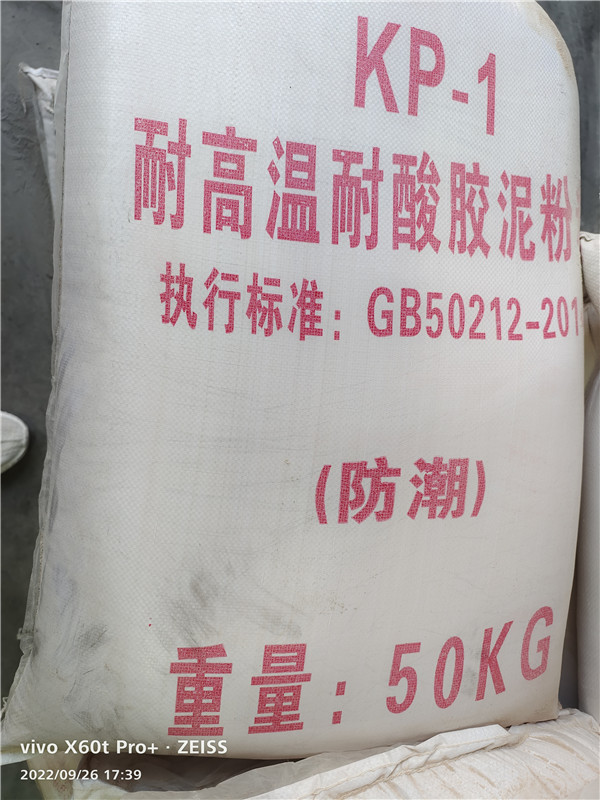 KP-1
耐高温耐酸胶泥粉
执行标准：GB50212-201
(防潮)
重量：50KG
vivo X60t Pro+ · ZEISS
2022/09/26 17:39